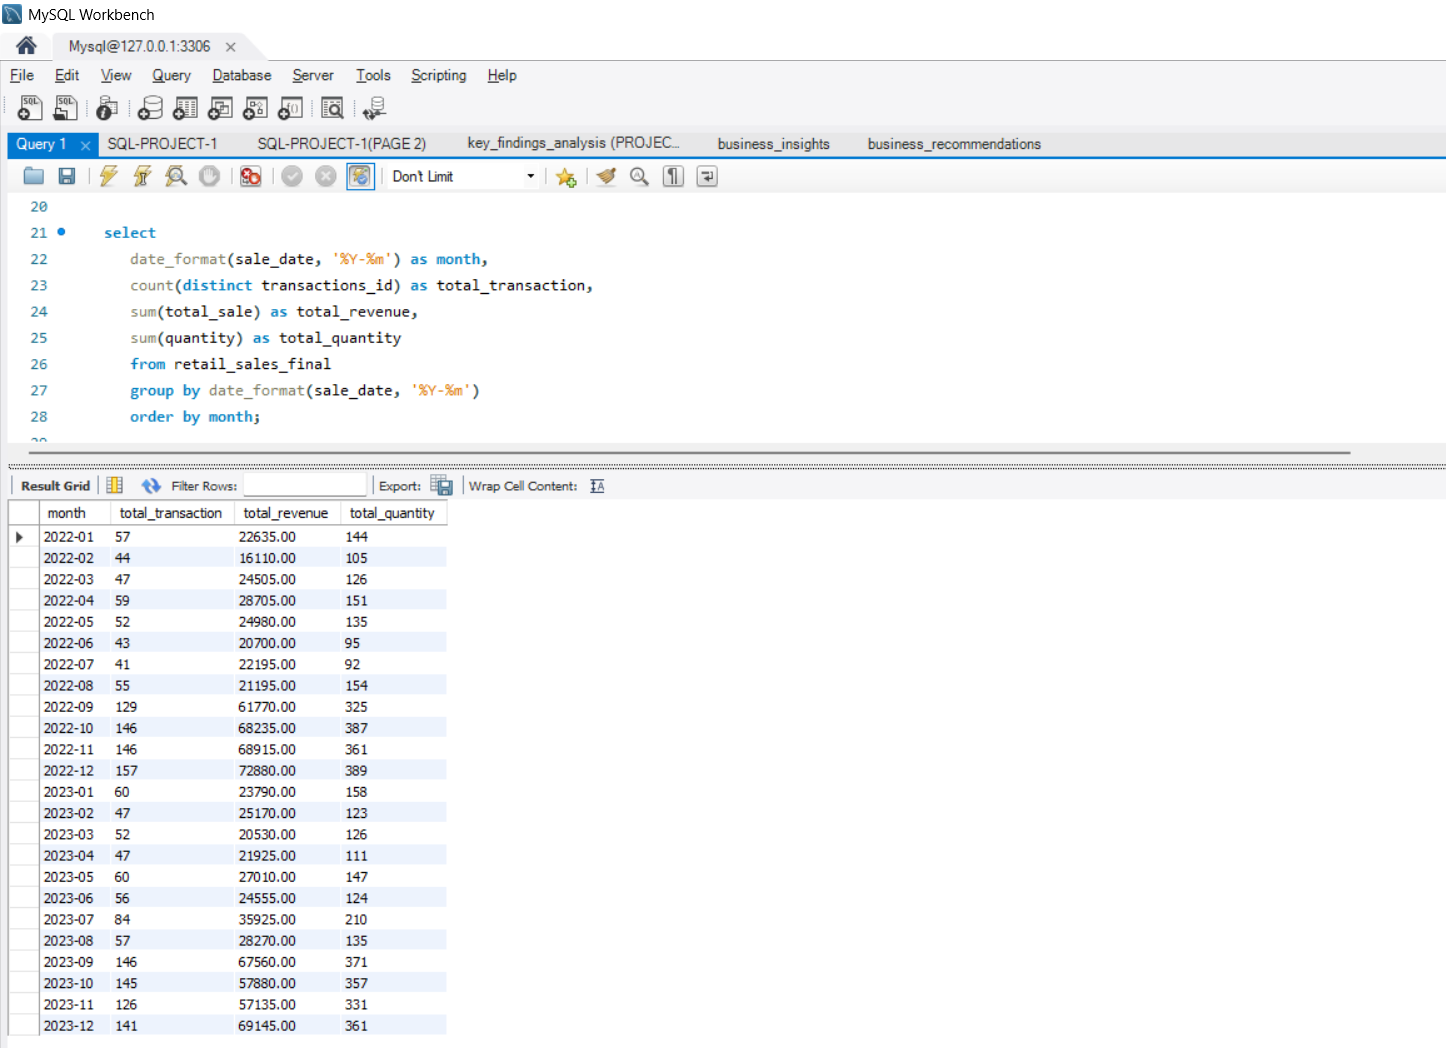 MySQL Workbench
Mysql@127.0.0.1:3306
File Edit View Query Database Server Tools Scripting Help
Query 1 SQL-PROJECT-1 SQL-PROJECT-1(PAGE 2) key_findings_analysis (PROJEC... business_insights business_recommendations
Don't Limit
20
21 select
22 date_format(sale_date, '%Y-%m') as month,
23 count(distinct transactions_id) as total_transaction,
24 sum(total_sale) as total_revenue,
25 sum(quantity) as total_quantity
26 from retail_sales_final
27 group by date_format(sale_date, '%Y-%m')
28 order by month;
29
Result Grid Filter Rows: Export: Wrap Cell Content:
month total_transaction total_revenue total_quantity
2022-01 57 22635.00 144
2022-02 44 16110.00 105
2022-03 47 24505.00 126
2022-04 59 28705.00 151
2022-05 52 24980.00 135
2022-06 43 20700.00 95
2022-07 41 22195.00 92
2022-08 55 21195.00 154
2022-09 129 61770.00 325
2022-10 146 68235.00 387
2022-11 146 68915.00 361
2022-12 157 72880.00 389
2023-01 60 23790.00 158
2023-02 47 25170.00 123
2023-03 52 20530.00 126
2023-04 47 21925.00 111
2023-05 60 27010.00 147
2023-06 56 24555.00 124
2023-07 84 35925.00 210
2023-08 57 28270.00 135
2023-09 146 67560.00 371
2023-10 145 57880.00 357
2023-11 126 57135.00 331
2023-12 141 69145.00 361